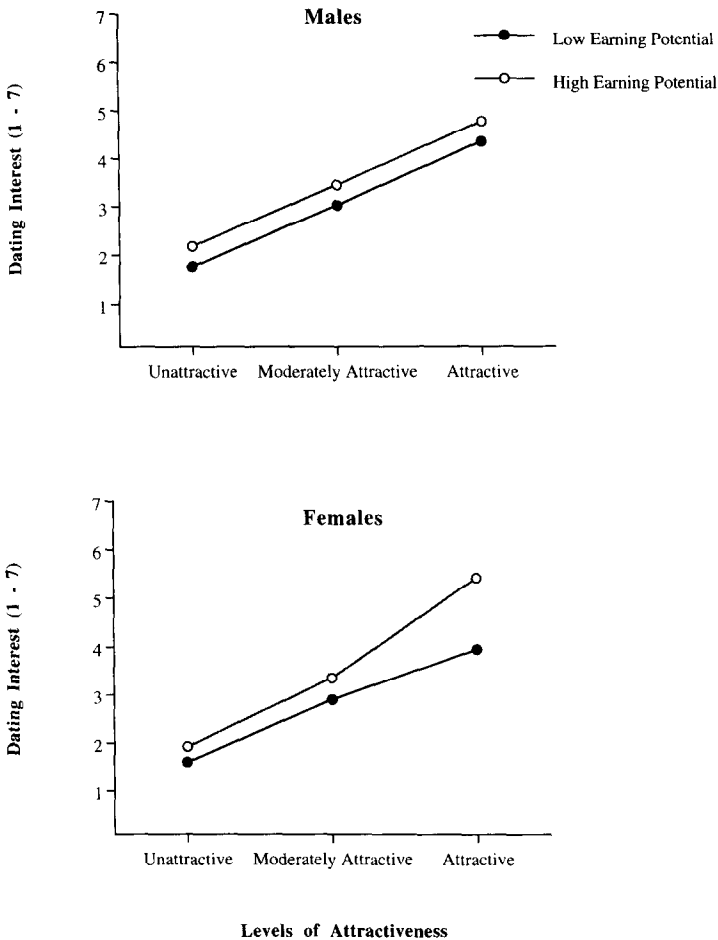 Males
Low Earning Potential
High Earning Potential
Dating Interest (1 - 7)
7
6
5
4
3
2
1
Unattractive Moderately Attractive Attractive
Females
Dating Interest (1 - 7)
7
6
5
4
3
2
1
Unattractive Moderately Attractive Attractive
Levels of Attractiveness